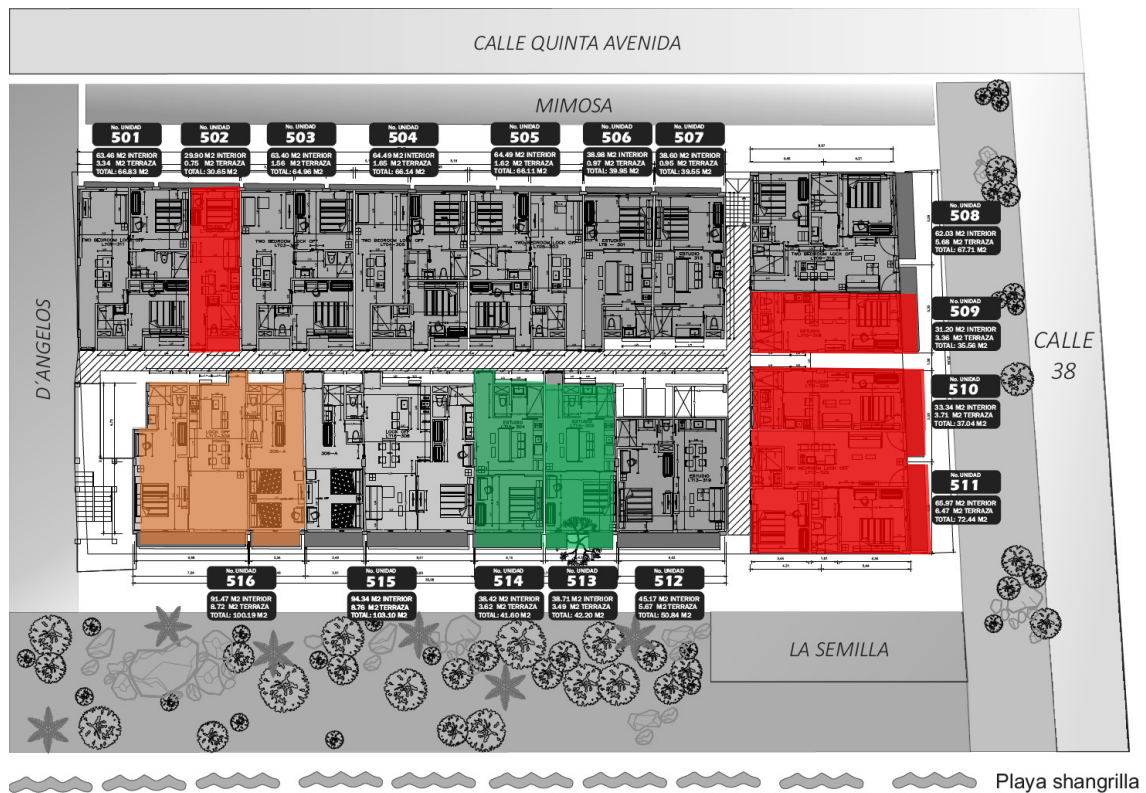 CALLE QUINTA AVENIDA
MIMOSA
No. UNIDAD
501
63.46 M2 INTERIOR
3.34 M2 TERRAZA
TOTAL: 66.83 M2
No. UNIDAD
502
29.90 M2 INTERIOR
0.75 M2 TERRAZA
TOTAL: 30.65 M2
No. UNIDAD
503
63.40 M2 INTERIOR
1.56 M2 TERRAZA
TOTAL: 64.96 M2
No. UNIDAD
504
64.49 M2 INTERIOR
1.65 M2 TERRAZA
TOTAL: 66.14 M2
No. UNIDAD
505
64.49 M2 INTERIOR
1.62 M2 TERRAZA
TOTAL: 66.11 M2
No. UNIDAD
506
38.98 M2 INTERIOR
0.97 M2 TERRAZA
TOTAL: 39.95 M2
No. UNIDAD
507
38.60 M2 INTERIOR
0.95 M2 TERRAZA
TOTAL: 39.55 M2
No. UNIDAD
508
62.03 M2 INTERIOR
5.68 M2 TERRAZA
TOTAL: 67.71 M2
No. UNIDAD
509
31.20 M2 INTERIOR
3.36 M2 TERRAZA
TOTAL: 35.56 M2
No. UNIDAD
510
33.34 M2 INTERIOR
3.71 M2 TERRAZA
TOTAL: 37.04 M2
No. UNIDAD
511
65.97 M2 INTERIOR
6.47 M2 TERRAZA
TOTAL: 72.44 M2
D´ANGELOS
CALLE
38
No. UNIDAD
516
91.47 M2 INTERIOR
8.72 M2 TERRAZA
TOTAL: 100.19 M2
No. UNIDAD
515
94.34 M2 INTERIOR
8.76 M2 TERRAZA
TOTAL: 103.10 M2
No. UNIDAD
514
38.42 M2 INTERIOR
3.62 M2 TERRAZA
TOTAL: 41.60 M2
No. UNIDAD
513
38.71 M2 INTERIOR
3.49 M2 TERRAZA
TOTAL: 42.20 M2
No. UNIDAD
512
45.17 M2 INTERIOR
5.67 M2 TERRAZA
TOTAL: 50.84 M2
LA SEMILLA
Playa shangrilla